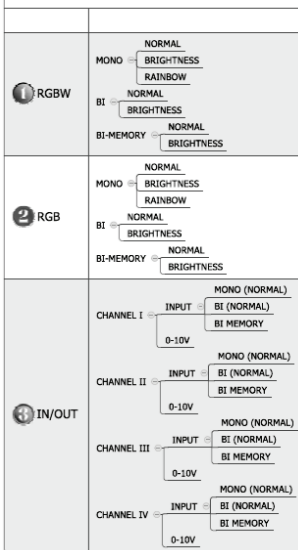 1 RGBW
MONO
NORMAL
BRIGHTNESS
RAINBOW
BI
NORMAL
BRIGHTNESS
BI-MEMORY
NORMAL
BRIGHTNESS
2 RGB
MONO
NORMAL
BRIGHTNESS
RAINBOW
BI
NORMAL
BRIGHTNESS
BI-MEMORY
NORMAL
BRIGHTNESS
3 IN/OUT
CHANNEL I
INPUT
MONO (NORMAL)
BI (NORMAL)
BI MEMORY
0-10V
CHANNEL II
INPUT
MONO (NORMAL)
BI (NORMAL)
BI MEMORY
0-10V
CHANNEL III
INPUT
MONO (NORMAL)
BI (NORMAL)
BI MEMORY
0-10V
CHANNEL IV
INPUT
MONO (NORMAL)
BI (NORMAL)
BI MEMORY
0-10V